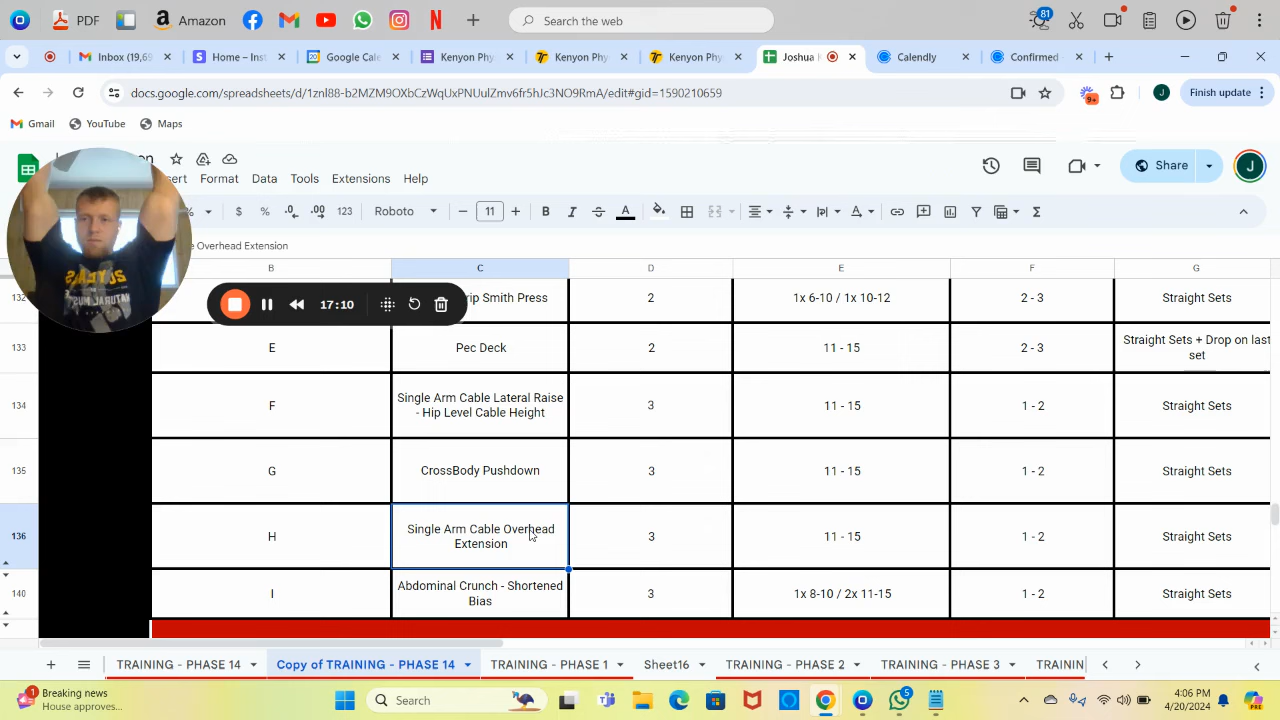 PDF
Amazon
Search the web
81
Inbox (19,6
Home – Inst
Google Cale
Kenyon Phy
Kenyon Phy
Kenyon Phy
Joshua
Calendly
Confirmed
docs.google.com/spreadsheets/d/1znl88-b2MZM9OXbCzWqUxPNUulZmv6fr5hJc3NO9RmA/edit#gid=1590210659
9+
J
Finish update
Gmail
YouTube
Maps
Format
Data
Tools
Extensions
Help
Share
J
%
$
%
.0
.00
123
Roboto
11
B
I
S
A
Overhead Extension
B
C
D
E
F
G
17:10
132
rip Smith Press
2
1x 6-10 / 1x 10-12
2 - 3
Straight Sets
133
E
Pec Deck
2
11 - 15
2 - 3
Straight Sets + Drop on last
set
134
F
Single Arm Cable Lateral Raise
- Hip Level Cable Height
3
11 - 15
1 - 2
Straight Sets
135
G
CrossBody Pushdown
3
11 - 15
1 - 2
Straight Sets
136
H
Single Arm Cable Overhead
Extension
3
11 - 15
1 - 2
Straight Sets
140
I
Abdominal Crunch - Shortened
Bias
3
1x 8-10 / 2x 11-15
1 - 2
Straight Sets
TRAINING - PHASE 14
Copy of TRAINING - PHASE 14
TRAINING - PHASE 1
Sheet16
TRAINING - PHASE 2
TRAINING - PHASE 3
TRAININ
1
Breaking news
House approves...
Search
5
4:06 PM
4/20/2024
PRE